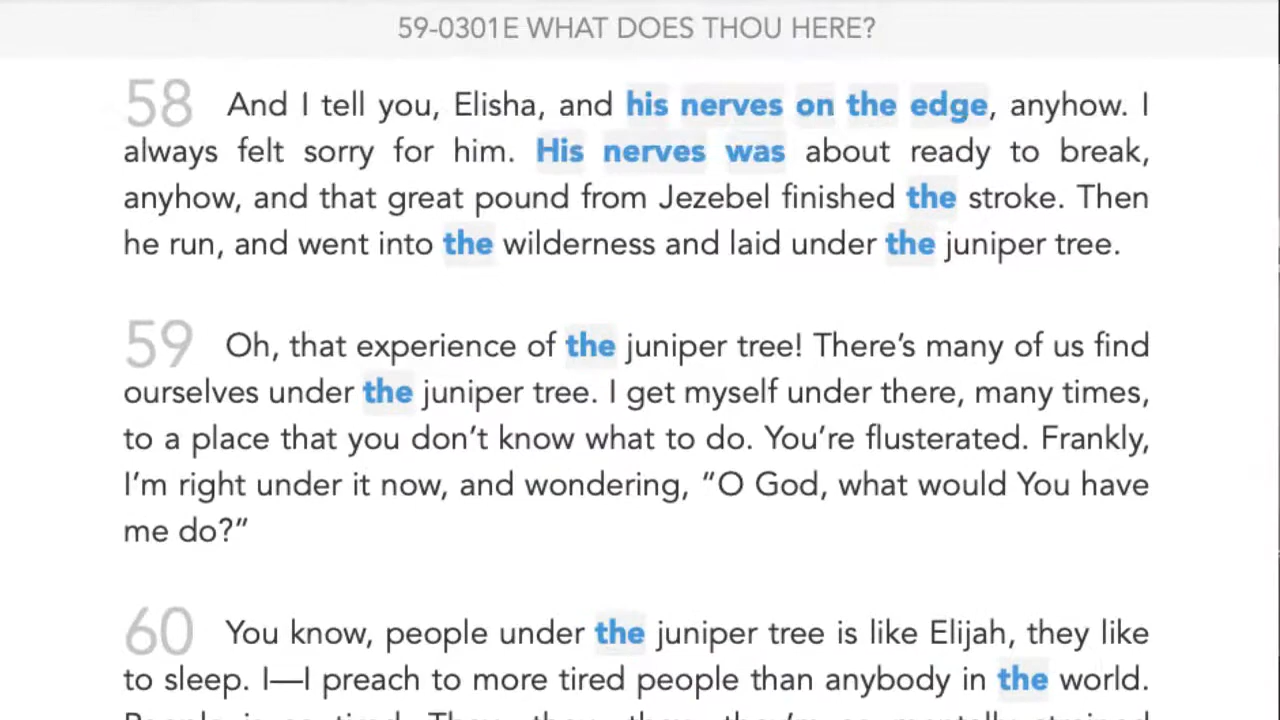 59-0301E WHAT DOES THOU HERE?
58 And I tell you, Elisha, and his nerves on the edge, anyhow. I
always felt sorry for him. His nerves was about ready to break,
anyhow, and that great pound from Jezebel finished the stroke. Then
he run, and went into the wilderness and laid under the juniper tree.
59 Oh, that experience of the juniper tree! There's many of us find
ourselves under the juniper tree. I get myself under there, many times,
to a place that you don't know what to do. You're flusterated. Frankly,
I'm right under it now, and wondering, “O God, what would You have
me do?”
60 You know, people under the juniper tree is like Elijah, they like
to sleep. I—I preach to more tired people than anybody in the world.